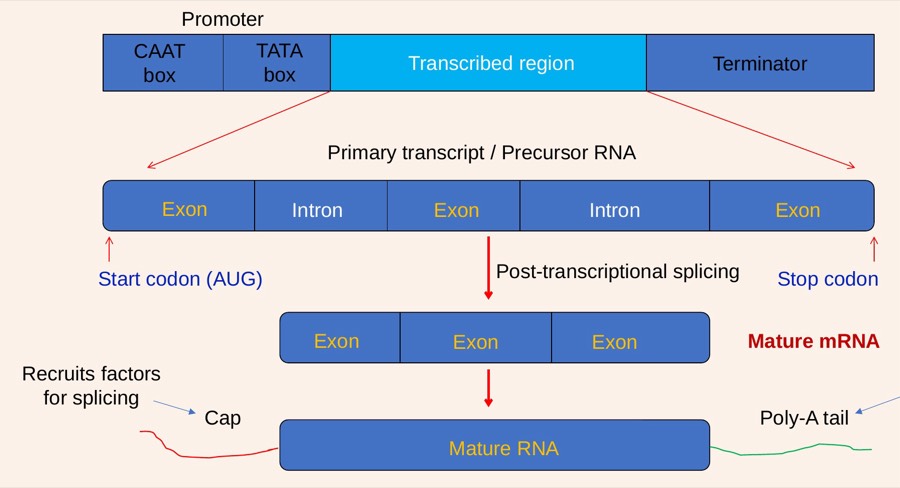 Promoter
CAAT
box
TATA
box
Transcribed region
Terminator
Primary transcript / Precursor RNA
Exon
Intron
Exon
Intron
Exon
Start codon (AUG)
Post-transcriptional splicing
Stop codon
Exon
Exon
Exon
Mature mRNA
Recruits factors
for splicing
Cap
Poly-A tail
Mature RNA